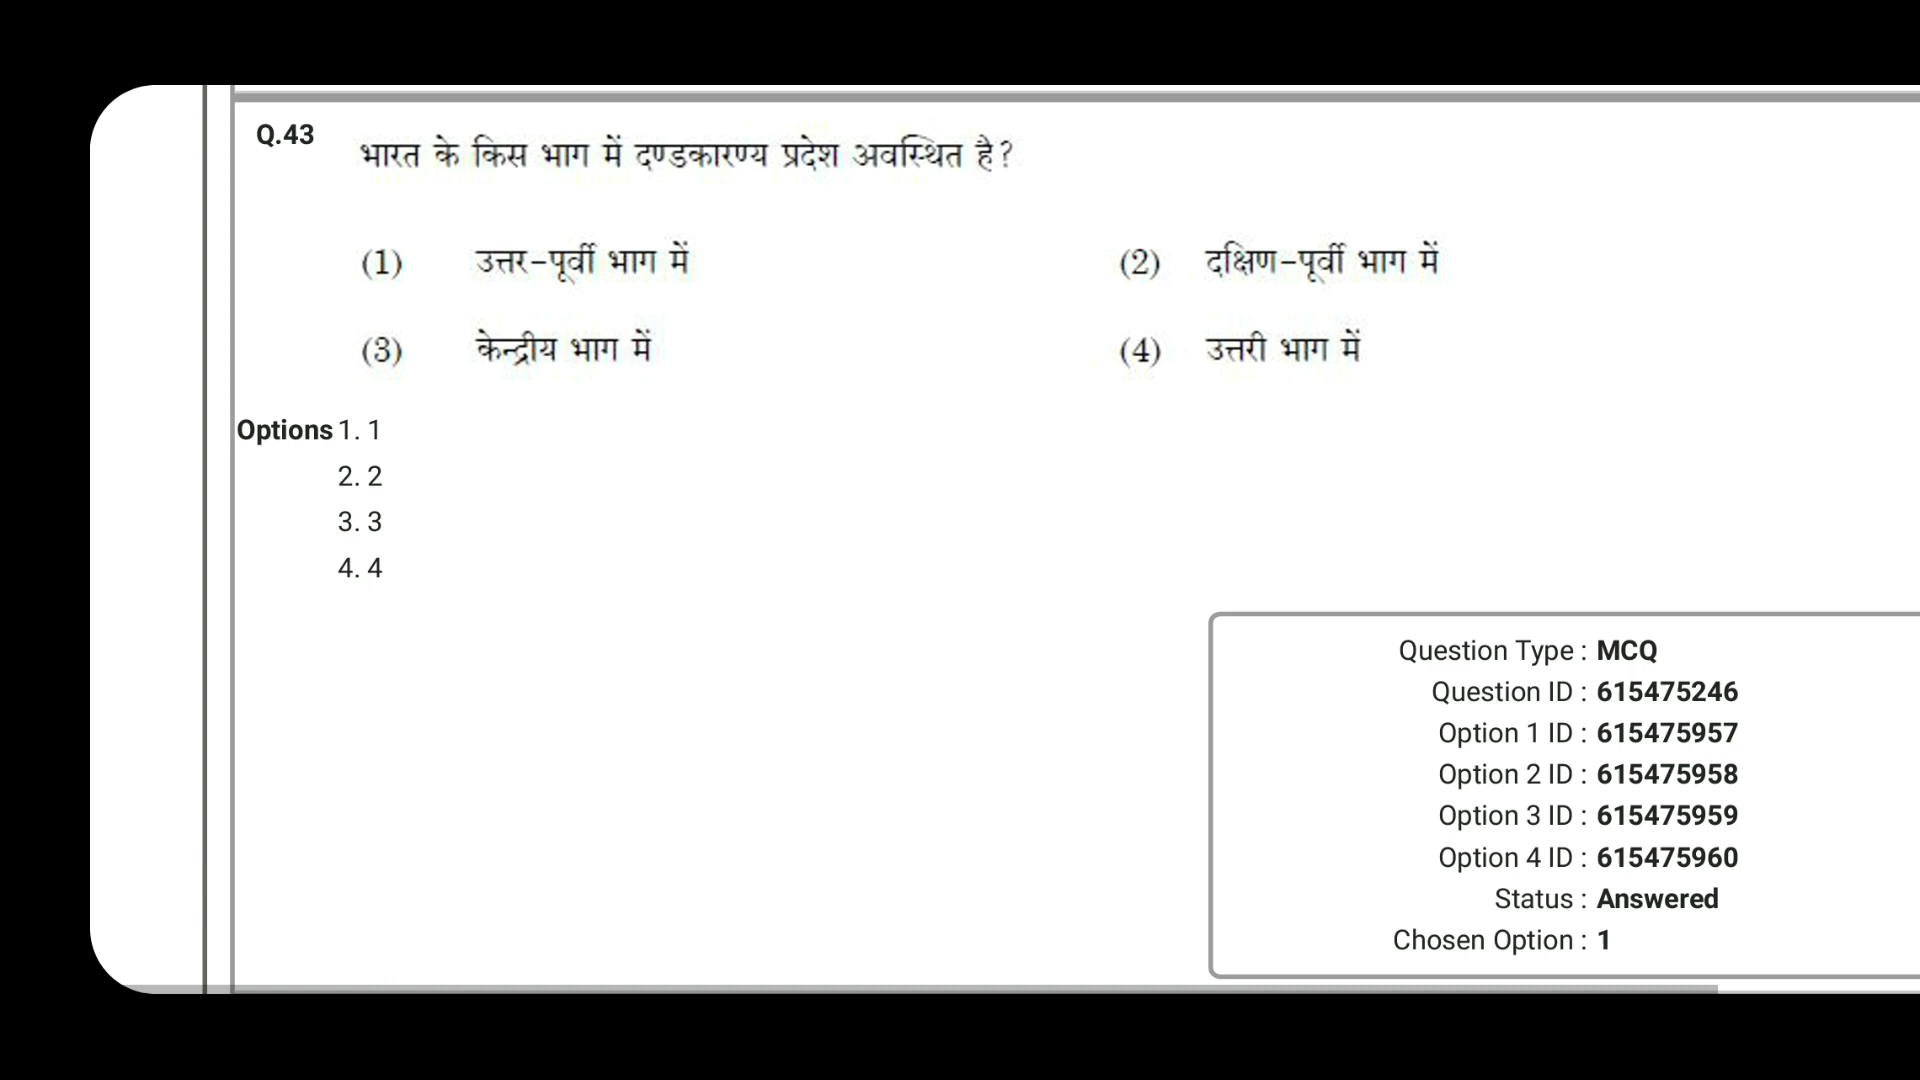 Q.43 भारत के किस भाग में दण्डकारण्य प्रदेश अवस्थित है?
(1) उत्तर-पूर्वी भाग में (2) दक्षिण-पूर्वी भाग में
(3) केन्द्रीय भाग में (4) उत्तरी भाग में
Options 1. 1
2. 2
3. 3
4. 4
Question Type : MCQ
Question ID : 615475246
Option 1 ID : 615475957
Option 2 ID : 615475958
Option 3 ID : 615475959
Option 4 ID : 615475960
Status : Answered
Chosen Option : 1